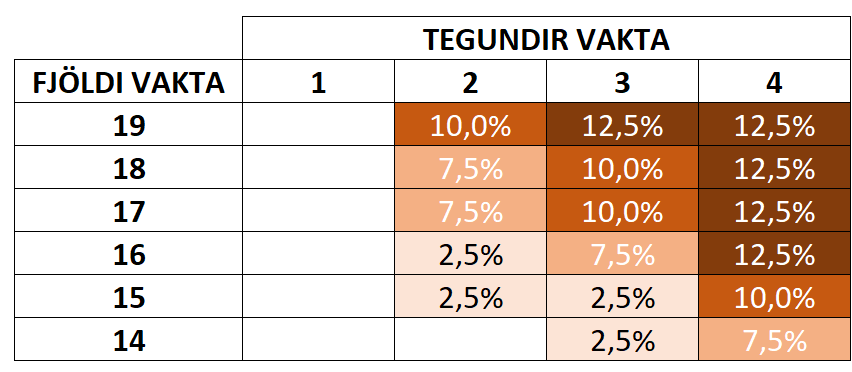 TEGUNDIR VAKTA
FJÖLDI VAKTA 1 2 3 4
19 10,0% 12,5% 12,5%
18 7,5% 10,0% 12,5%
17 7,5% 10,0% 12,5%
16 2,5% 7,5% 12,5%
15 2,5% 2,5% 10,0%
14 2,5% 7,5%